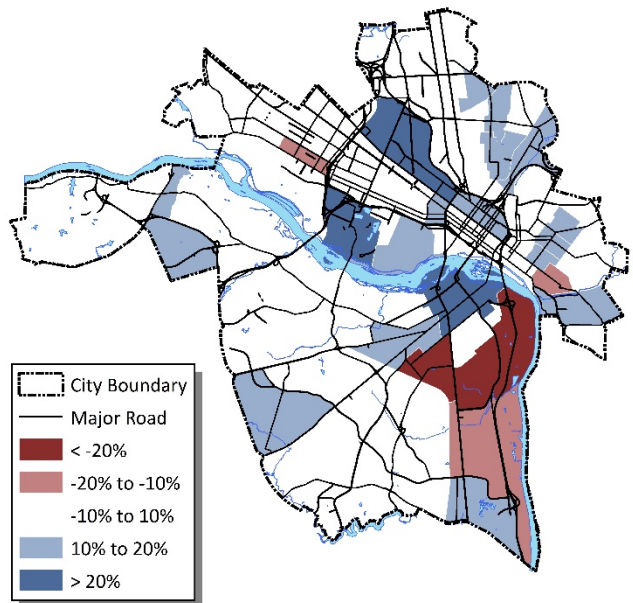 City Boundary
Major Road
< -20%
-20% to -10%
-10% to 10%
10% to 20%
> 20%